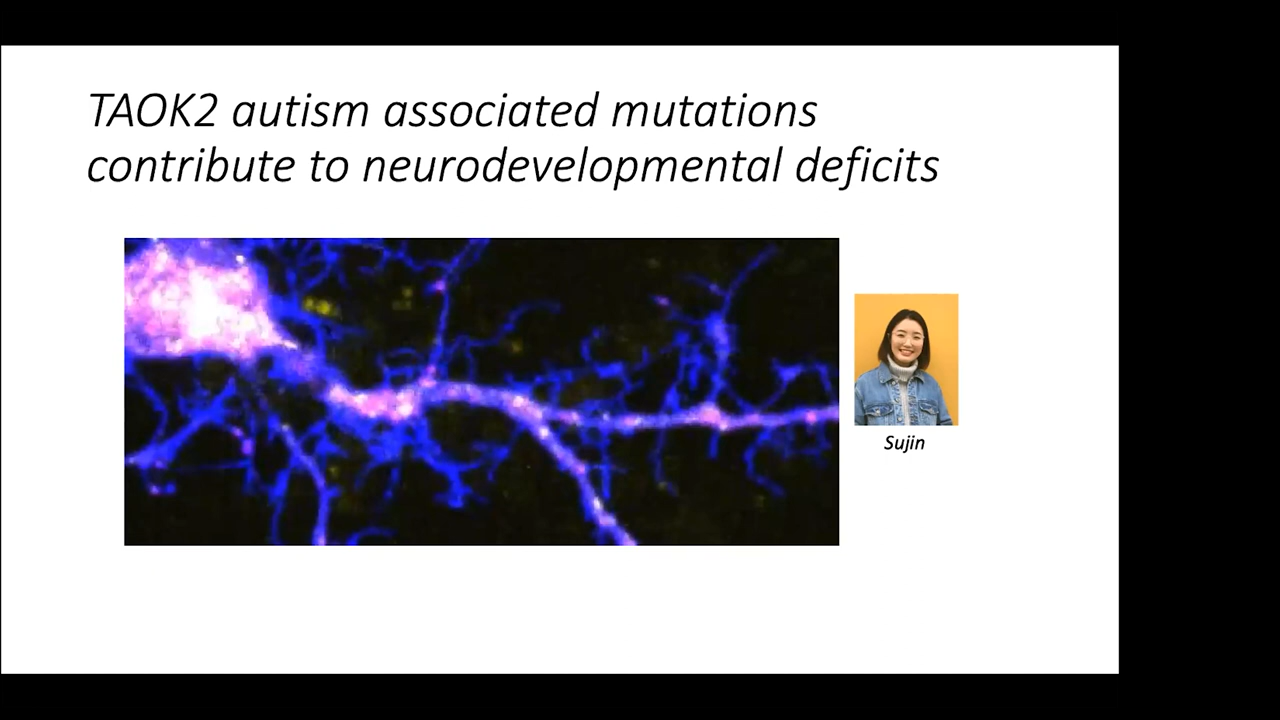 TAOK2 autism associated mutations
contribute to neurodevelopmental deficits
Sujin